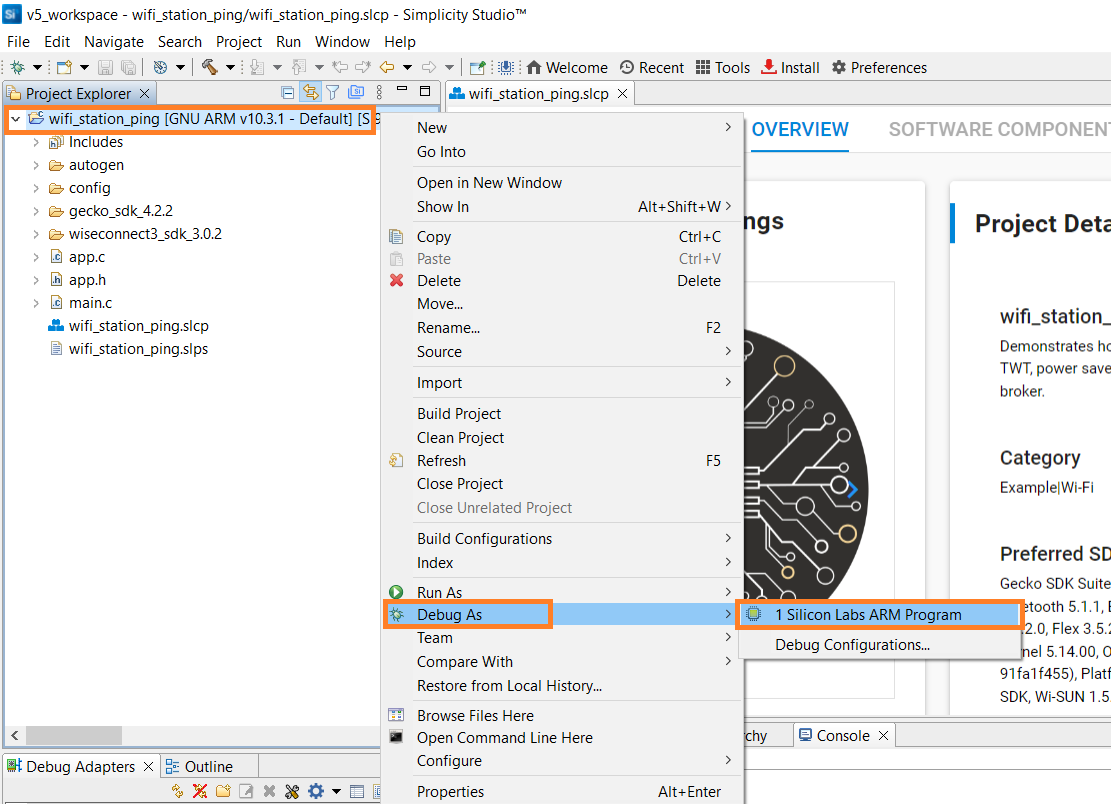 v5_workspace - wifi_station_ping/wifi_station_ping.slcp - Simplicity Studio™
File Edit Navigate Search Project Run Window Help
Welcome Recent Tools Install Preferences
Project Explorer
wifi_station_ping.slcp
wifi_station_ping [GNU ARM v10.3.1 - Default] [S
Includes
autogen
config
gecko_sdk_4.2.2
wiseconnect3_sdk_3.0.2
app.c
app.h
main.c
wifi_station_ping.slcp
wifi_station_ping.slps
New
Go Into
Open in New Window
Show In Alt+Shift+W
Copy Ctrl+C
Paste Ctrl+V
Delete Delete
Move...
Rename... F2
Source
Import
Build Project
Clean Project
Refresh F5
Close Project
Close Unrelated Project
Build Configurations
Index
Run As
Debug As
Team
Compare With
Restore from Local History...
Browse Files Here
Open Command Line Here
Configure
Properties Alt+Enter
1 Silicon Labs ARM Program
Debug Configurations...
OVERVIEW SOFTWARE COMPONENT
ngs
Project Deta
wifi_station_
Demonstrates ho
TWT, power save
broker.
Category
Example|Wi-Fi
Preferred SD
Gecko SDK Suite
etooth 5.1.1,
.2.0, Flex 3.5.2
nel 5.14.00, O
91fa1f455), Platf
SDK, Wi-SUN 1.5.
rchy
Console
Debug Adapters
Outline